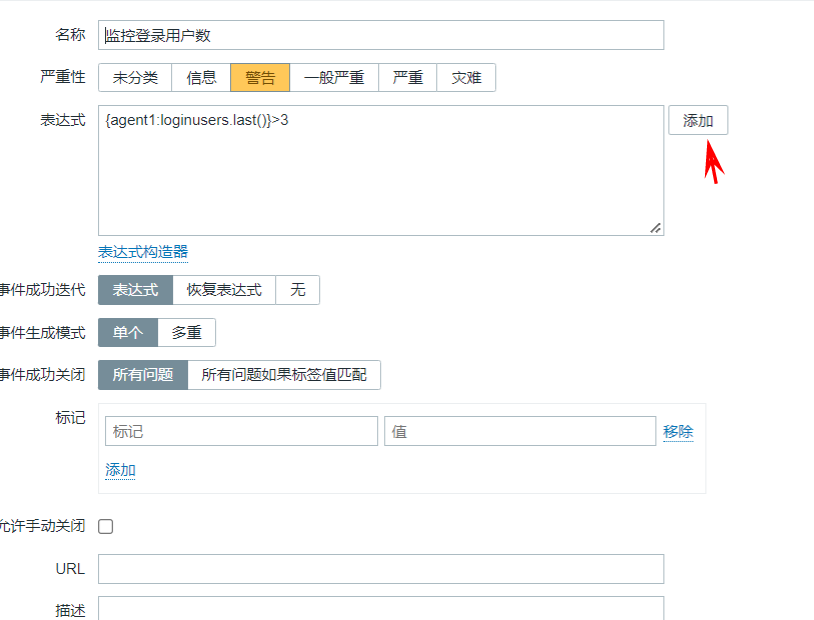 名称 监控登录用户数
严重性 未分类 信息 警告 一般严重 严重 灾难
表达式 {agent1:loginusers.last()}>3 添加
表达式构造器
事件成功迭代 表达式 恢复表达式 无
事件生成模式 单个 多重
事件成功关闭 所有问题 所有问题如果标签值匹配
标记 标记 值 移除
添加
允许手动关闭
URL
描述